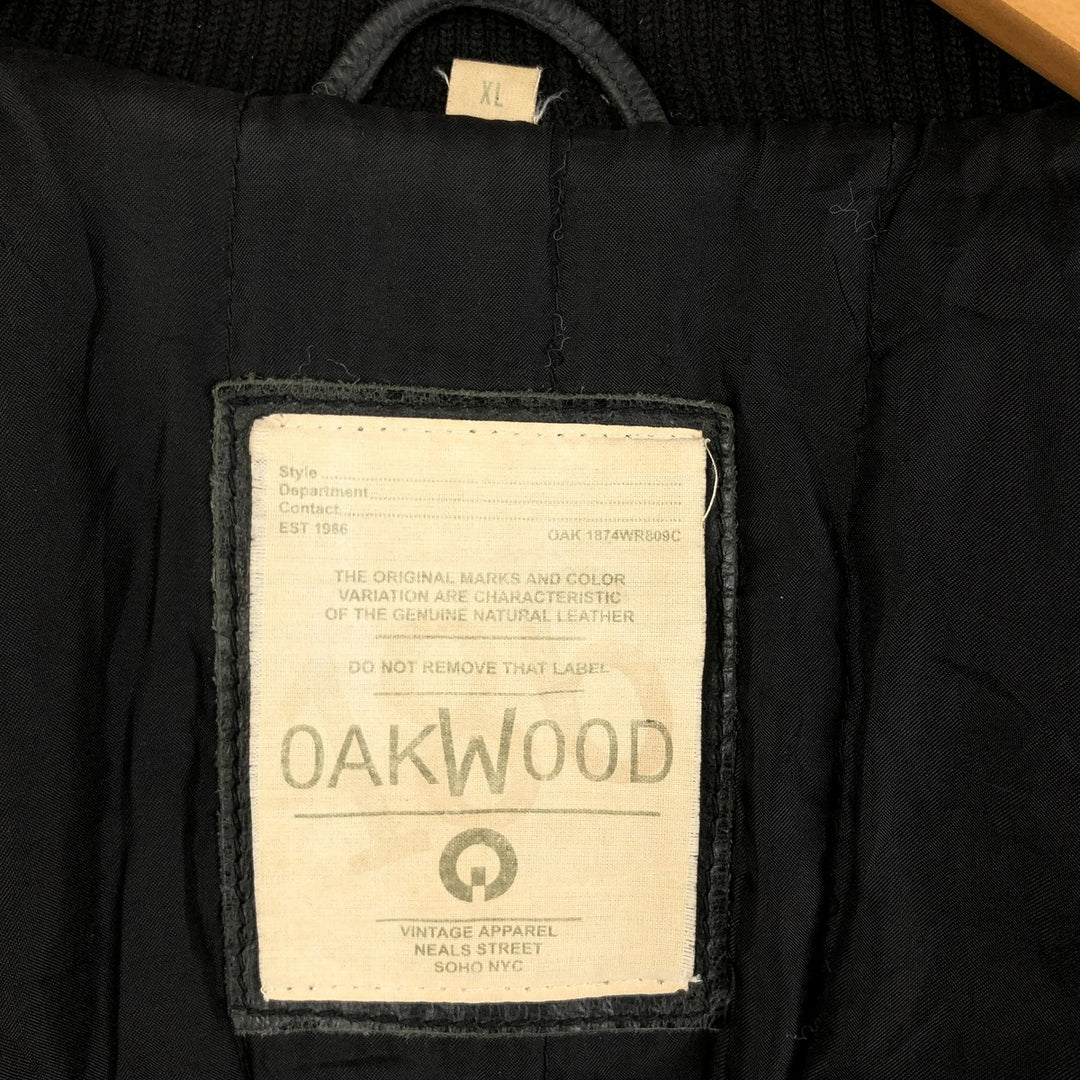 XL
Style
Department
Contact
EST 1986 OAK 1874WR809C
THE ORIGINAL MARKS AND COLOR
VARIATION ARE CHARACTERISTIC
OF THE GENUINE NATURAL LEATHER
DO NOT REMOVE THAT LABEL
OAKWOOD
VINTAGE APPAREL
NEALS STREET
SOHO NYC